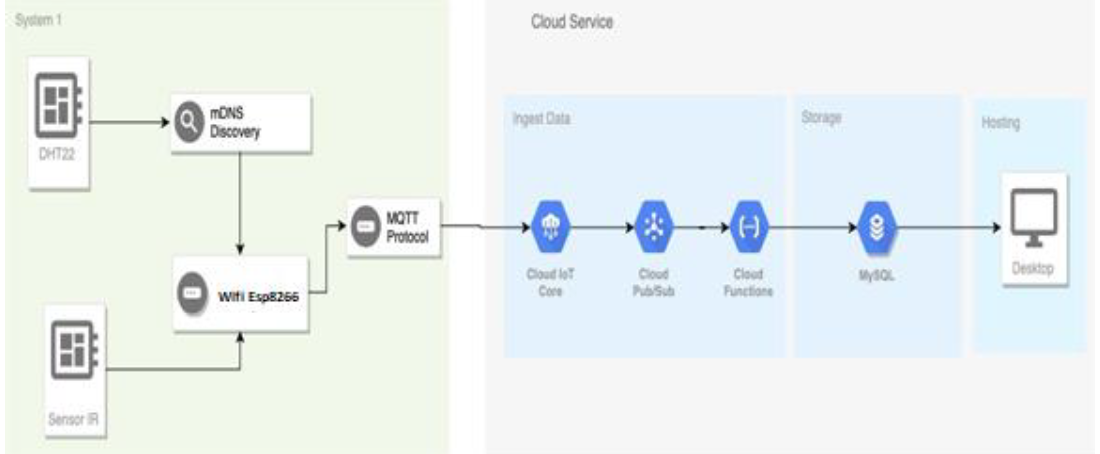 System 1
DHT22
mDNS
Discovery
Wifi Esp8266
MQTT
Protocol
Sensor IR
Cloud Service
Ingest Data
Cloud IoT
Core
Cloud
Pub/Sub
Cloud
Functions
Storage
MySQL
Hosting
Desktop